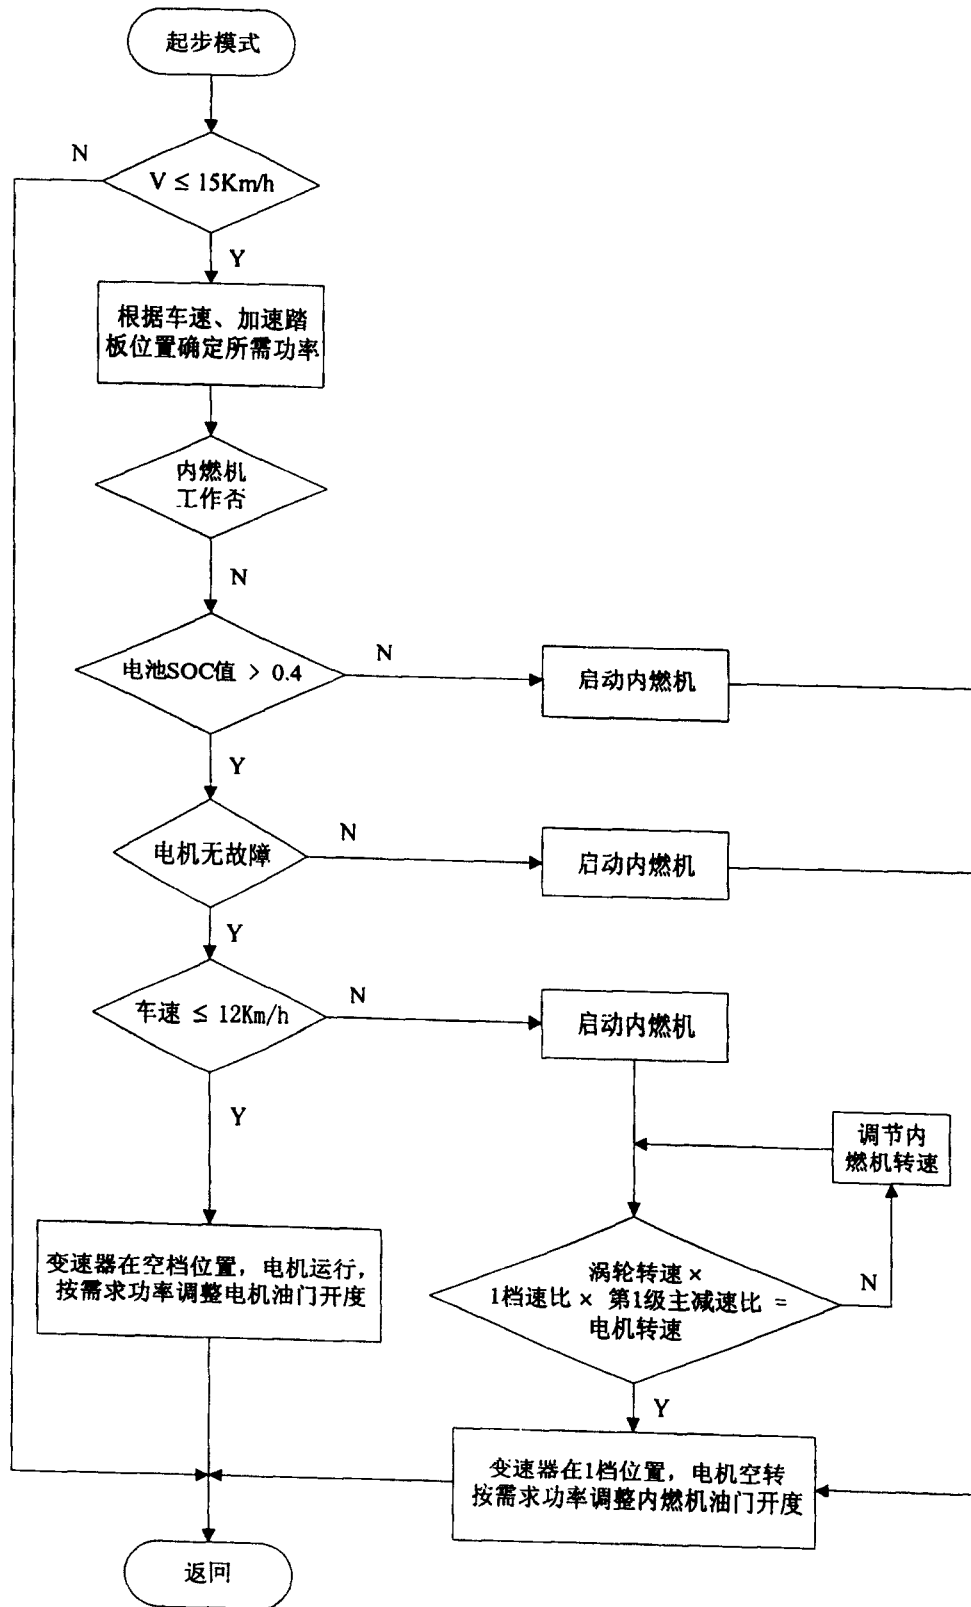 起步模式
N
V ≤ 15Km/h
Y
根据车速、加速踏
板位置确定所需功率
内燃机
工作否
N
电池SOC值 > 0.4
N
启动内燃机
Y
电机无故障
N
启动内燃机
Y
车速 ≤ 12Km/h
N
启动内燃机
Y
调节内
燃机转速
变速器在空档位置，电机运行，
按需求功率调整电机油门开度
涡轮转速 ×
1档速比 × 第1级主减速比 =
电机转速
N
Y
变速器在1档位置，电机空转
按需求功率调整内燃机油门开度
返回